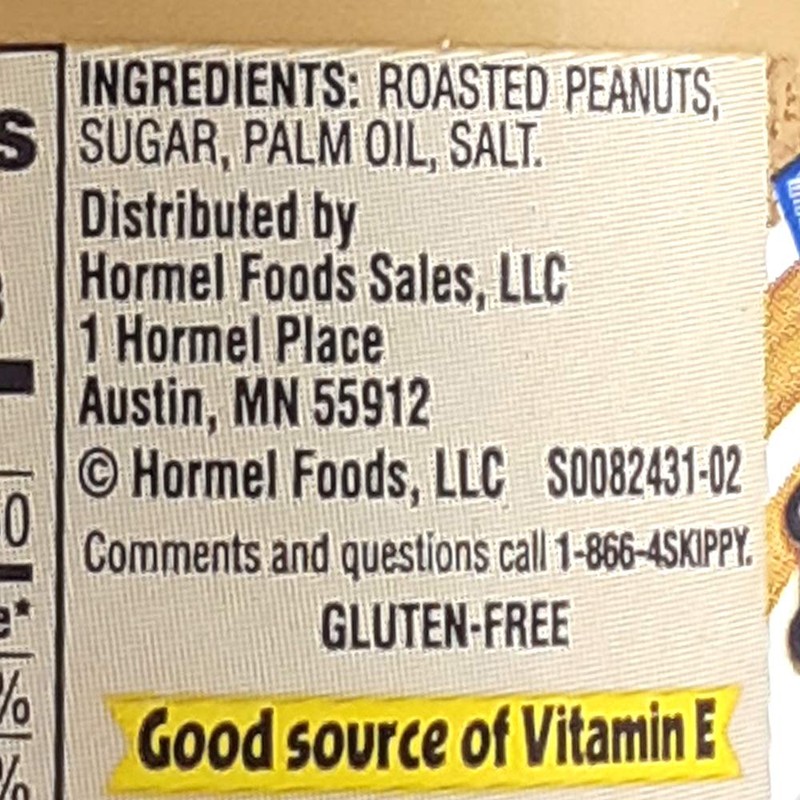 INGREDIENTS: ROASTED PEANUTS,
SUGAR, PALM OIL, SALT.
Distributed by
Hormel Foods Sales, LLC
1 Hormel Place
Austin, MN 55912
© Hormel Foods, LLC S0082431-02
Comments and questions call 1-866-4SKIPPY.
GLUTEN-FREE
Good source of Vitamin E